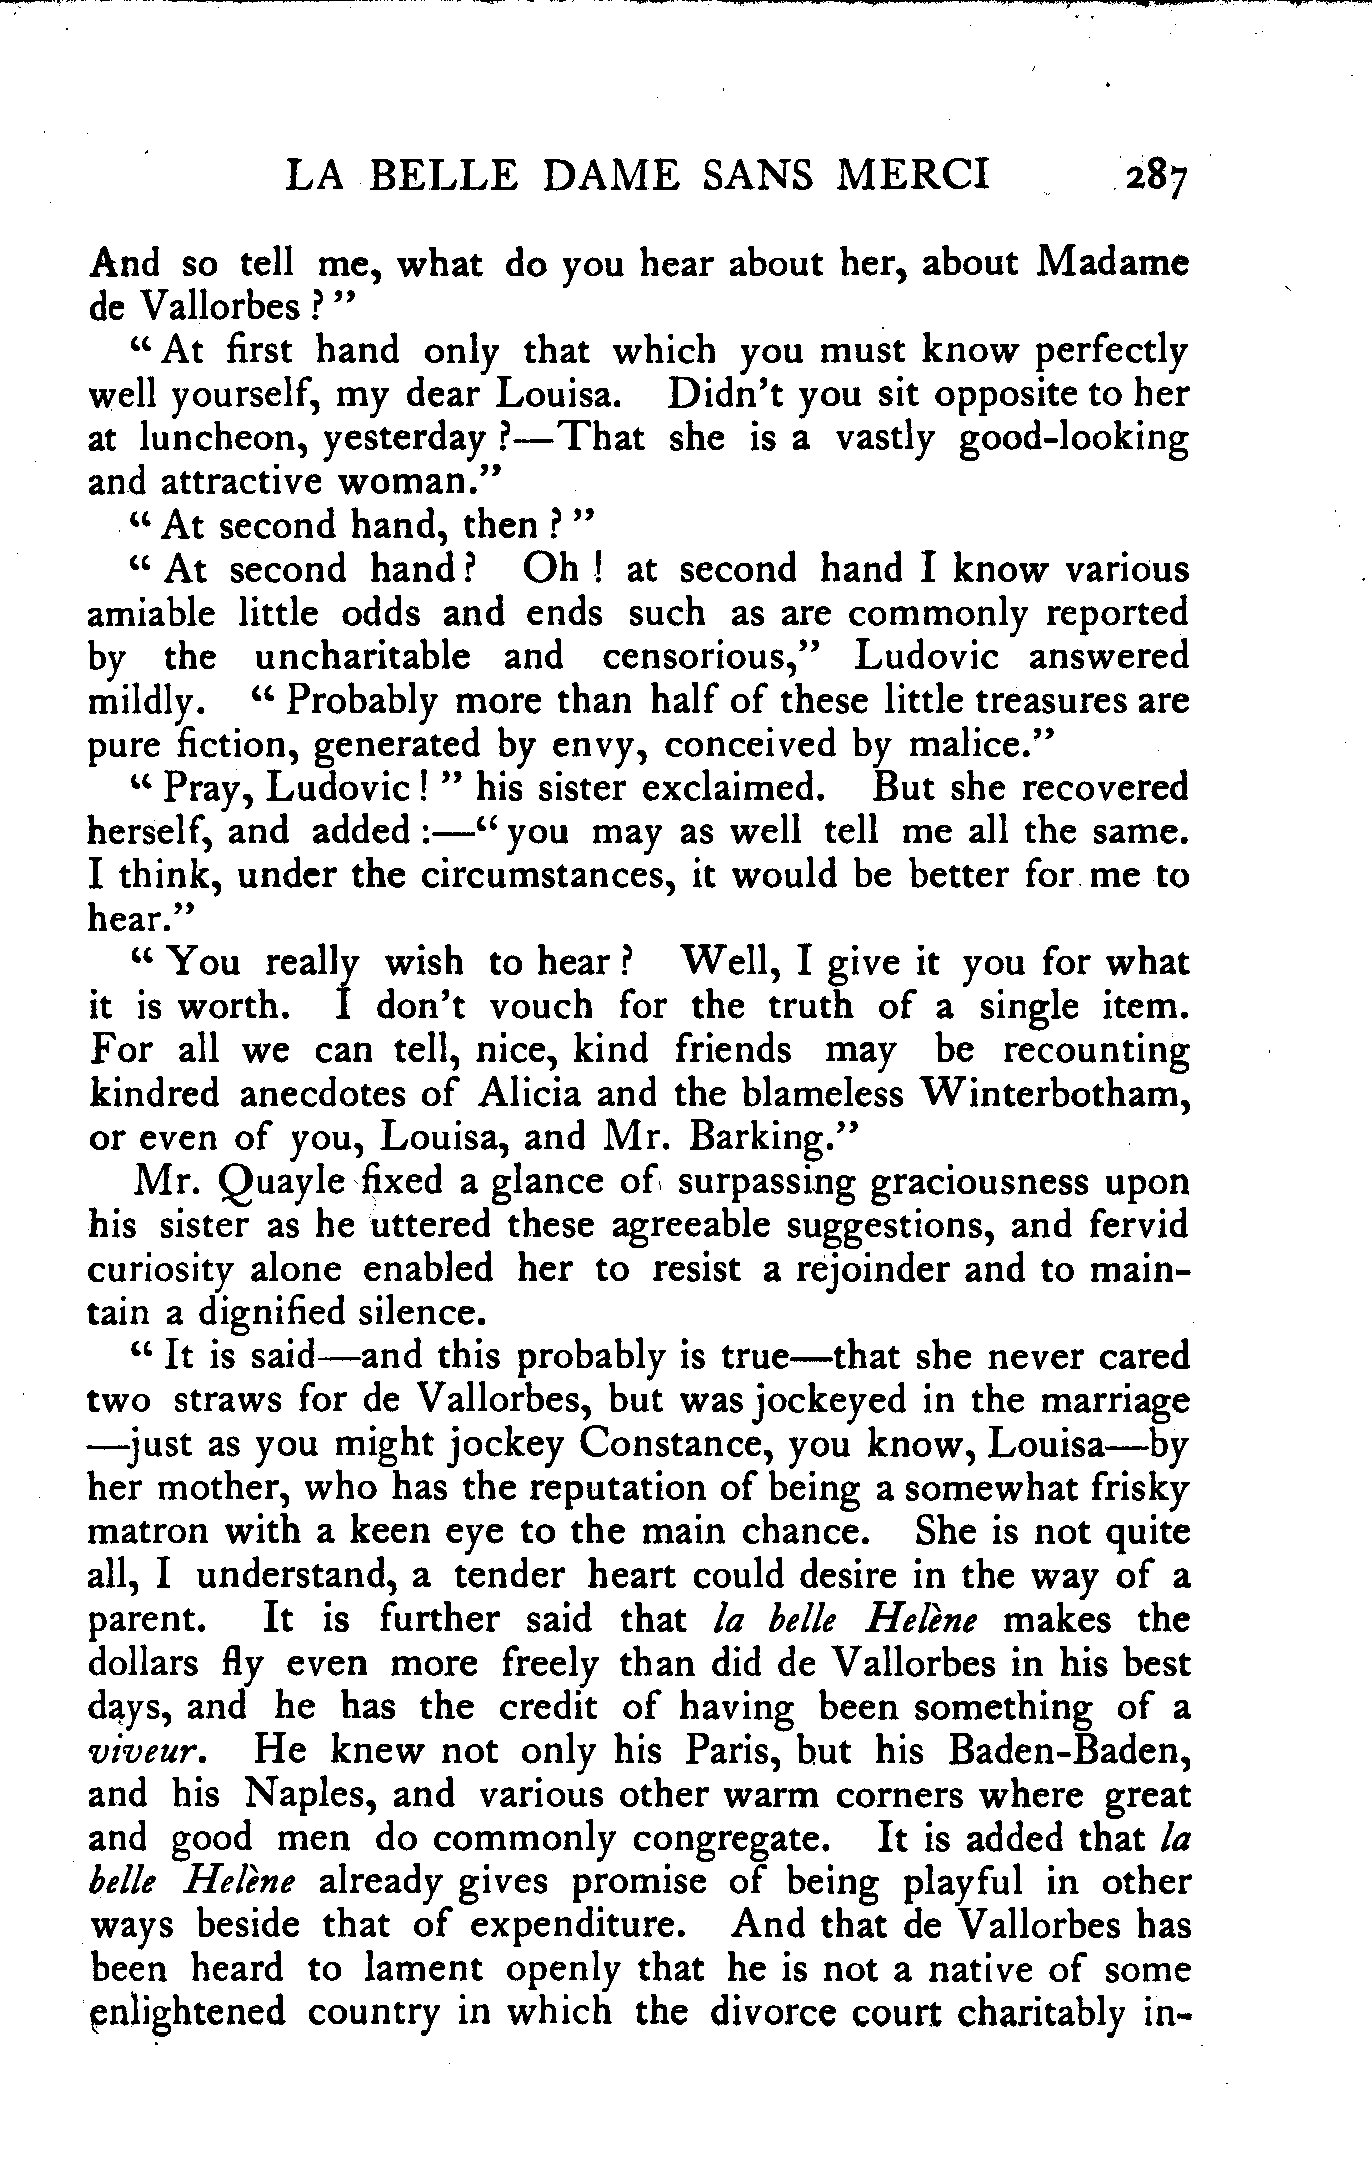 LA BELLE DAME SANS MERCI 287
And so tell me, what do you hear about her, about Madame
de Vallorbes ? "
" At first hand only that which you must know perfectly
well yourself, my dear Louisa. Didn't you sit opposite to her
at luncheon, yesterday ?—That she is a vastly good-looking
and attractive woman."
" At second hand, then ? "
" At second hand ? Oh ! at second hand I know various
amiable little odds and ends such as are commonly reported
by the uncharitable and censorious," Ludovic answered
mildly. " Probably more than half of these little treasures are
pure fiction, generated by envy, conceived by malice."
" Pray, Ludovic ! " his sister exclaimed. But she recovered
herself, and added :—" you may as well tell me all the same.
I think, under the circumstances, it would be better for me to
hear."
" You really wish to hear ? Well, I give it you for what
it is worth. I don't vouch for the truth of a single item.
For all we can tell, nice, kind friends may be recounting
kindred anecdotes of Alicia and the blameless Winterbotham,
or even of you, Louisa, and Mr. Barking."
Mr. Quayle fixed a glance of surpassing graciousness upon
his sister as he uttered these agreeable suggestions, and fervid
curiosity alone enabled her to resist a rejoinder and to main-
tain a dignified silence.
" It is said—and this probably is true—that she never cared
two straws for de Vallorbes, but was jockeyed in the marriage
—just as you might jockey Constance, you know, Louisa—by
her mother, who has the reputation of being a somewhat frisky
matron with a keen eye to the main chance. She is not quite
all, I understand, a tender heart could desire in the way of a
parent. It is further said that la belle Helène makes the
dollars fly even more freely than did de Vallorbes in his best
days, and he has the credit of having been something of a
viveur. He knew not only his Paris, but his Baden-Baden,
and his Naples, and various other warm corners where great
and good men do commonly congregate. It is added that la
belle Helène already gives promise of being playful in other
ways beside that of expenditure. And that de Vallorbes has
been heard to lament openly that he is not a native of some
enlightened country in which the divorce court charitably in-